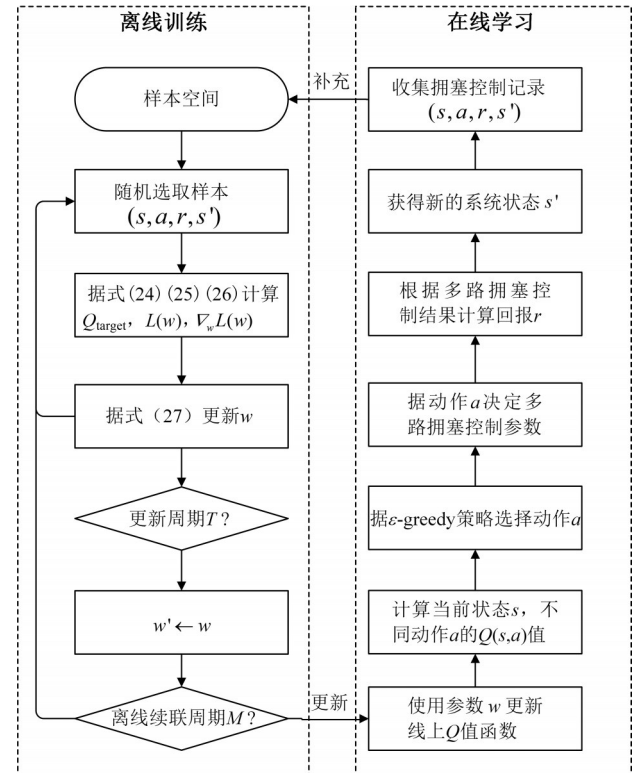 离线训练
样本空间
随机选取样本
(s,a,r,s')
据式(24)(25)(26)计算
Qtarget, L(w), ∇wL(w)
据式（27）更新w
更新周期T？
w'←w
离线续联周期M？
补充
更新
在线学习
收集拥塞控制记录
(s,a,r,s')
获得新的系统状态s'
根据多路拥塞控
制结果计算回报r
据动作a决定多
路拥塞控制参数
据ε-greedy策略选择动作a
计算当前状态s，不
同动作a的Q(s,a)值
使用参数w更新
线上Q值函数